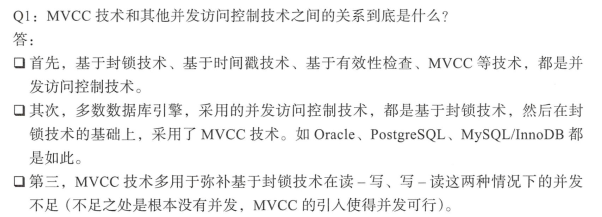 Q1：MVCC 技术和其他并发访问控制技术之间的关系到底是什么？
答：
❑ 首先，基于封锁技术、基于时间戳技术、基于有效性检查、MVCC 等技术，都是并
发访问控制技术。
❑ 其次，多数数据库引擎，采用的并发访问控制技术，都是基于封锁技术，然后在封
锁技术的基础上，采用了 MVCC 技术。如 Oracle、PostgreSQL、MySQL/InnoDB 都
是如此。
❑ 第三，MVCC 技术多用于弥补基于封锁技术在读 – 写、写 – 读这两种情况下的并发
不足（不足之处是根本没有并发，MVCC 的引入使得并发可行）。